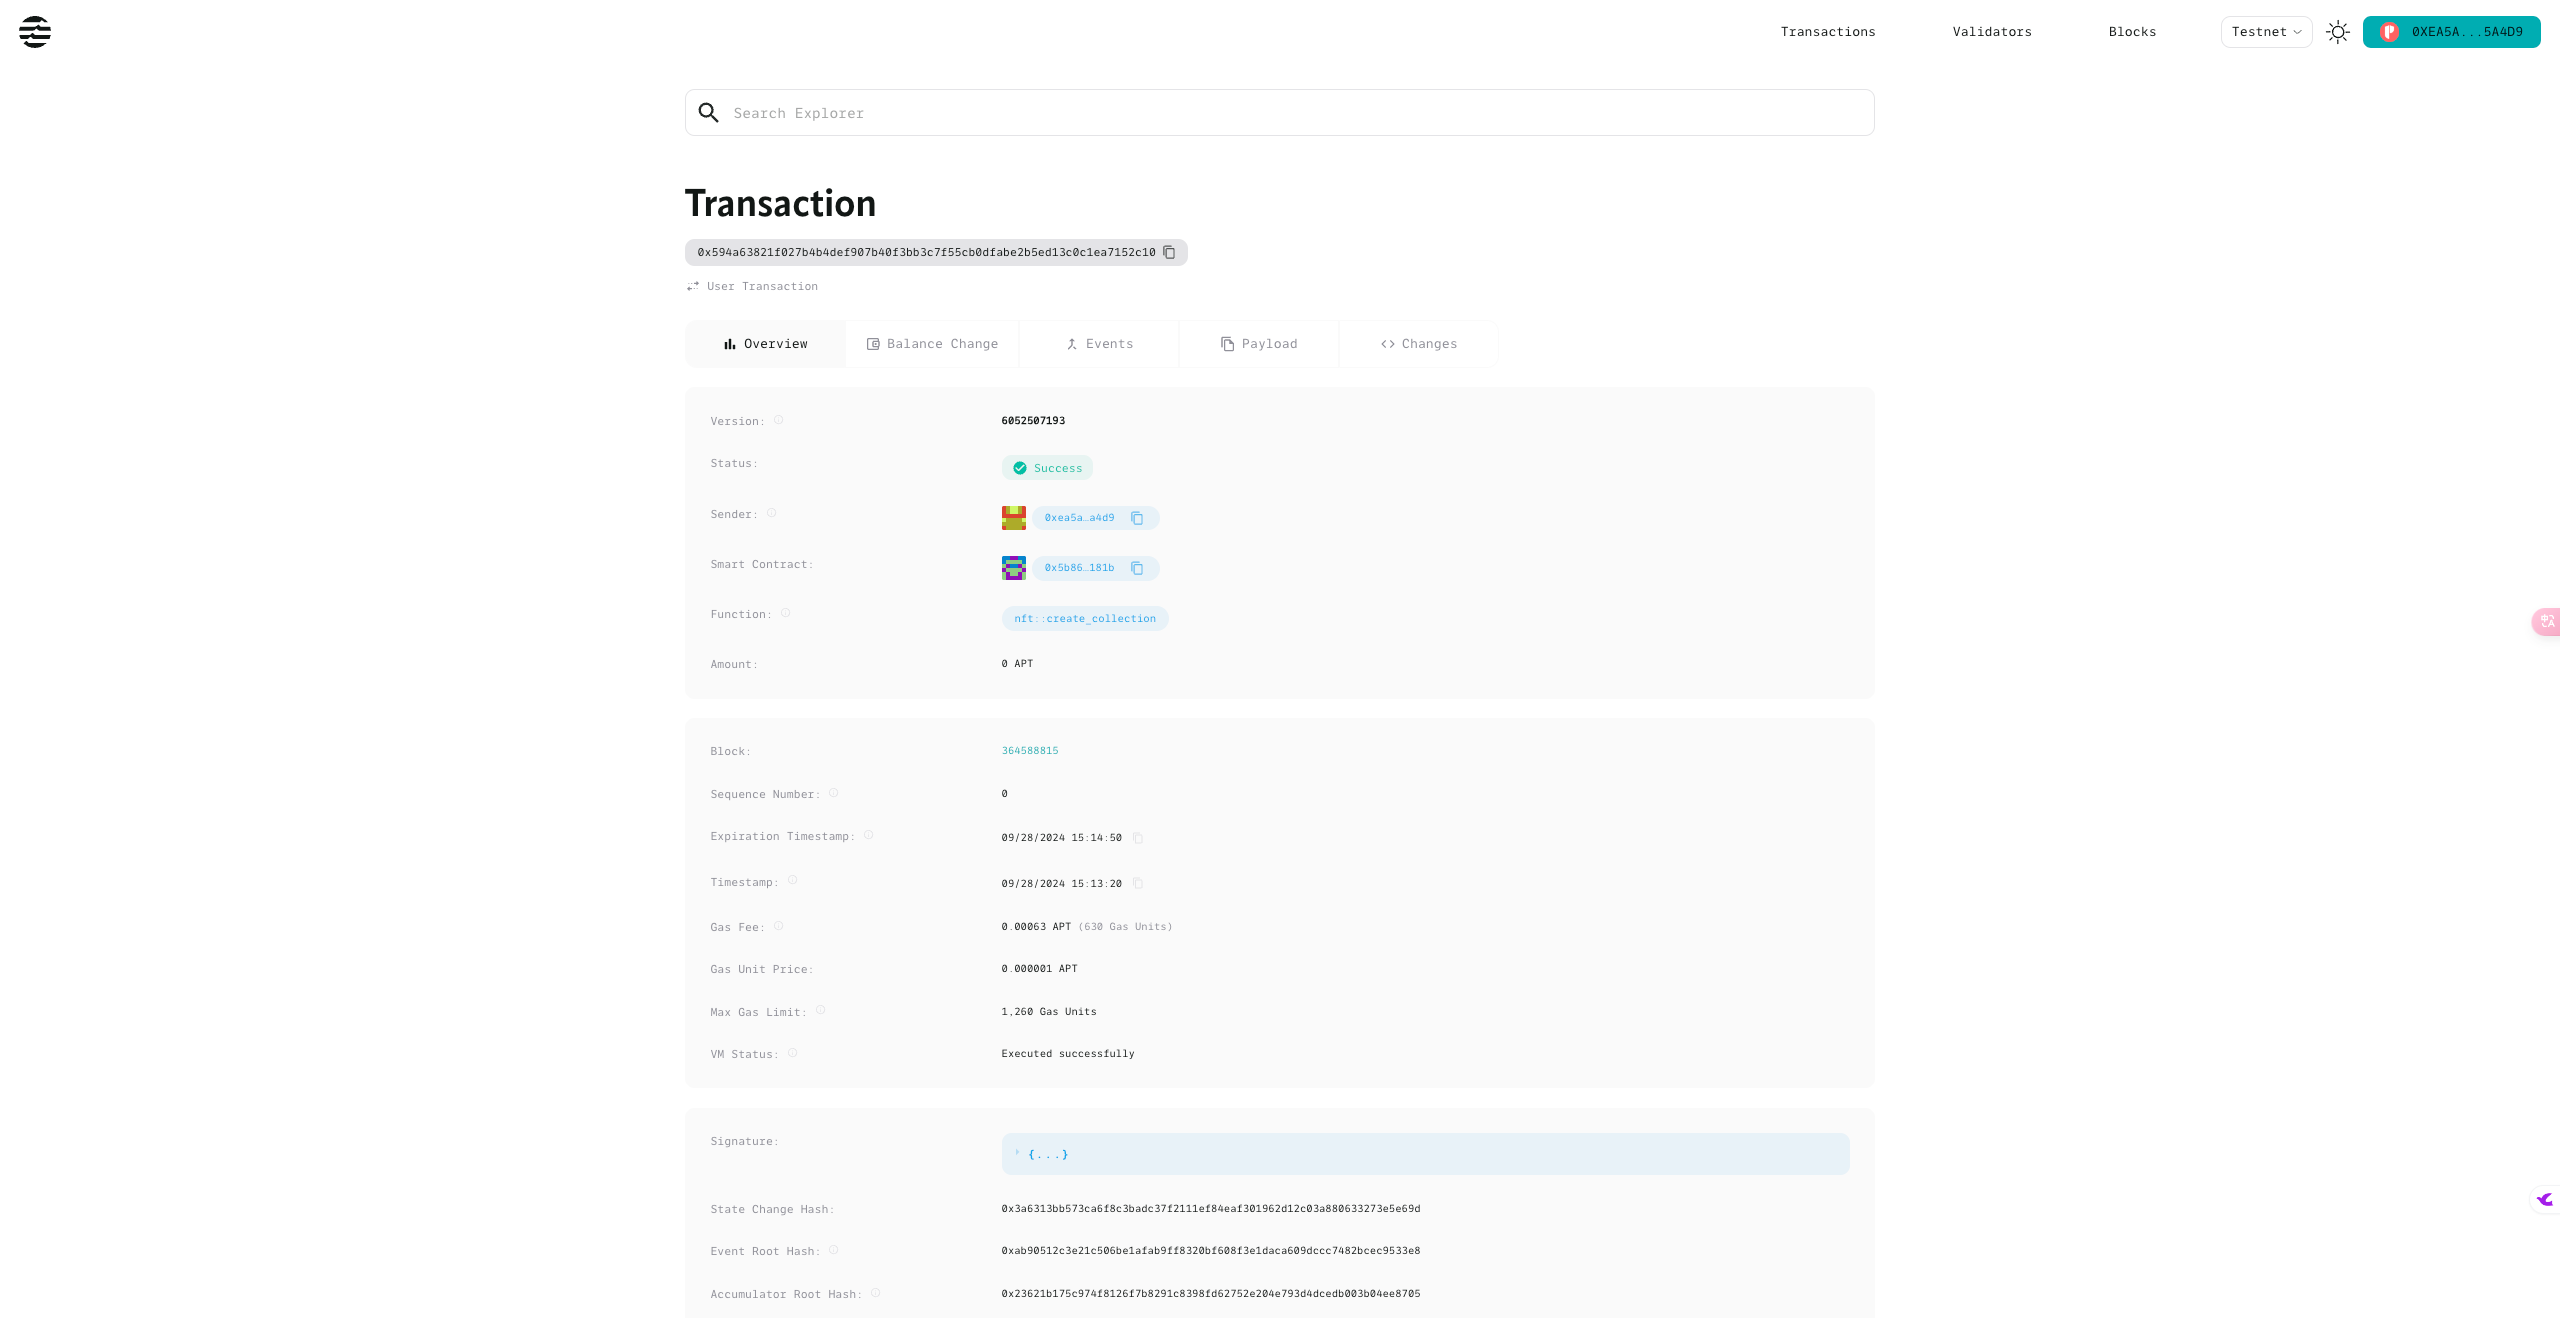 Transactions Validators Blocks Testnet 0XEA5A...5A4D9
Search Explorer
Transaction
0x594a63821f027b4b4def907b40f3bb3c7f55cb0dfabe2b5ed13c0c1ea7152c10
User Transaction
Overview Balance Change Events Payload Changes
Version: 6052507193
Status: Success
Sender: 0xea5a…a4d9
Smart Contract: 0x5b86…181b
Function: nft::create_collection
Amount: 0 APT
Block: 364588815
Sequence Number: 0
Expiration Timestamp: 09/28/2024 15:14:50
Timestamp: 09/28/2024 15:13:20
Gas Fee: 0.00063 APT (630 Gas Units)
Gas Unit Price: 0.000001 APT
Max Gas Limit: 1,260 Gas Units
VM Status: Executed successfully
Signature: {...}
State Change Hash: 0x3a6313bb573ca6f8c3badc37f2111ef84eaf301962d12c03a880633273e5e69d
Event Root Hash: 0xab90512c3e21c506be1afab9ff8320bf608f3e1daca609dccc7482bcec9533e8
Accumulator Root Hash: 0x23621b175c974f8126f7b8291c8398fd62752e204e793d4dcedb003b04ee8705